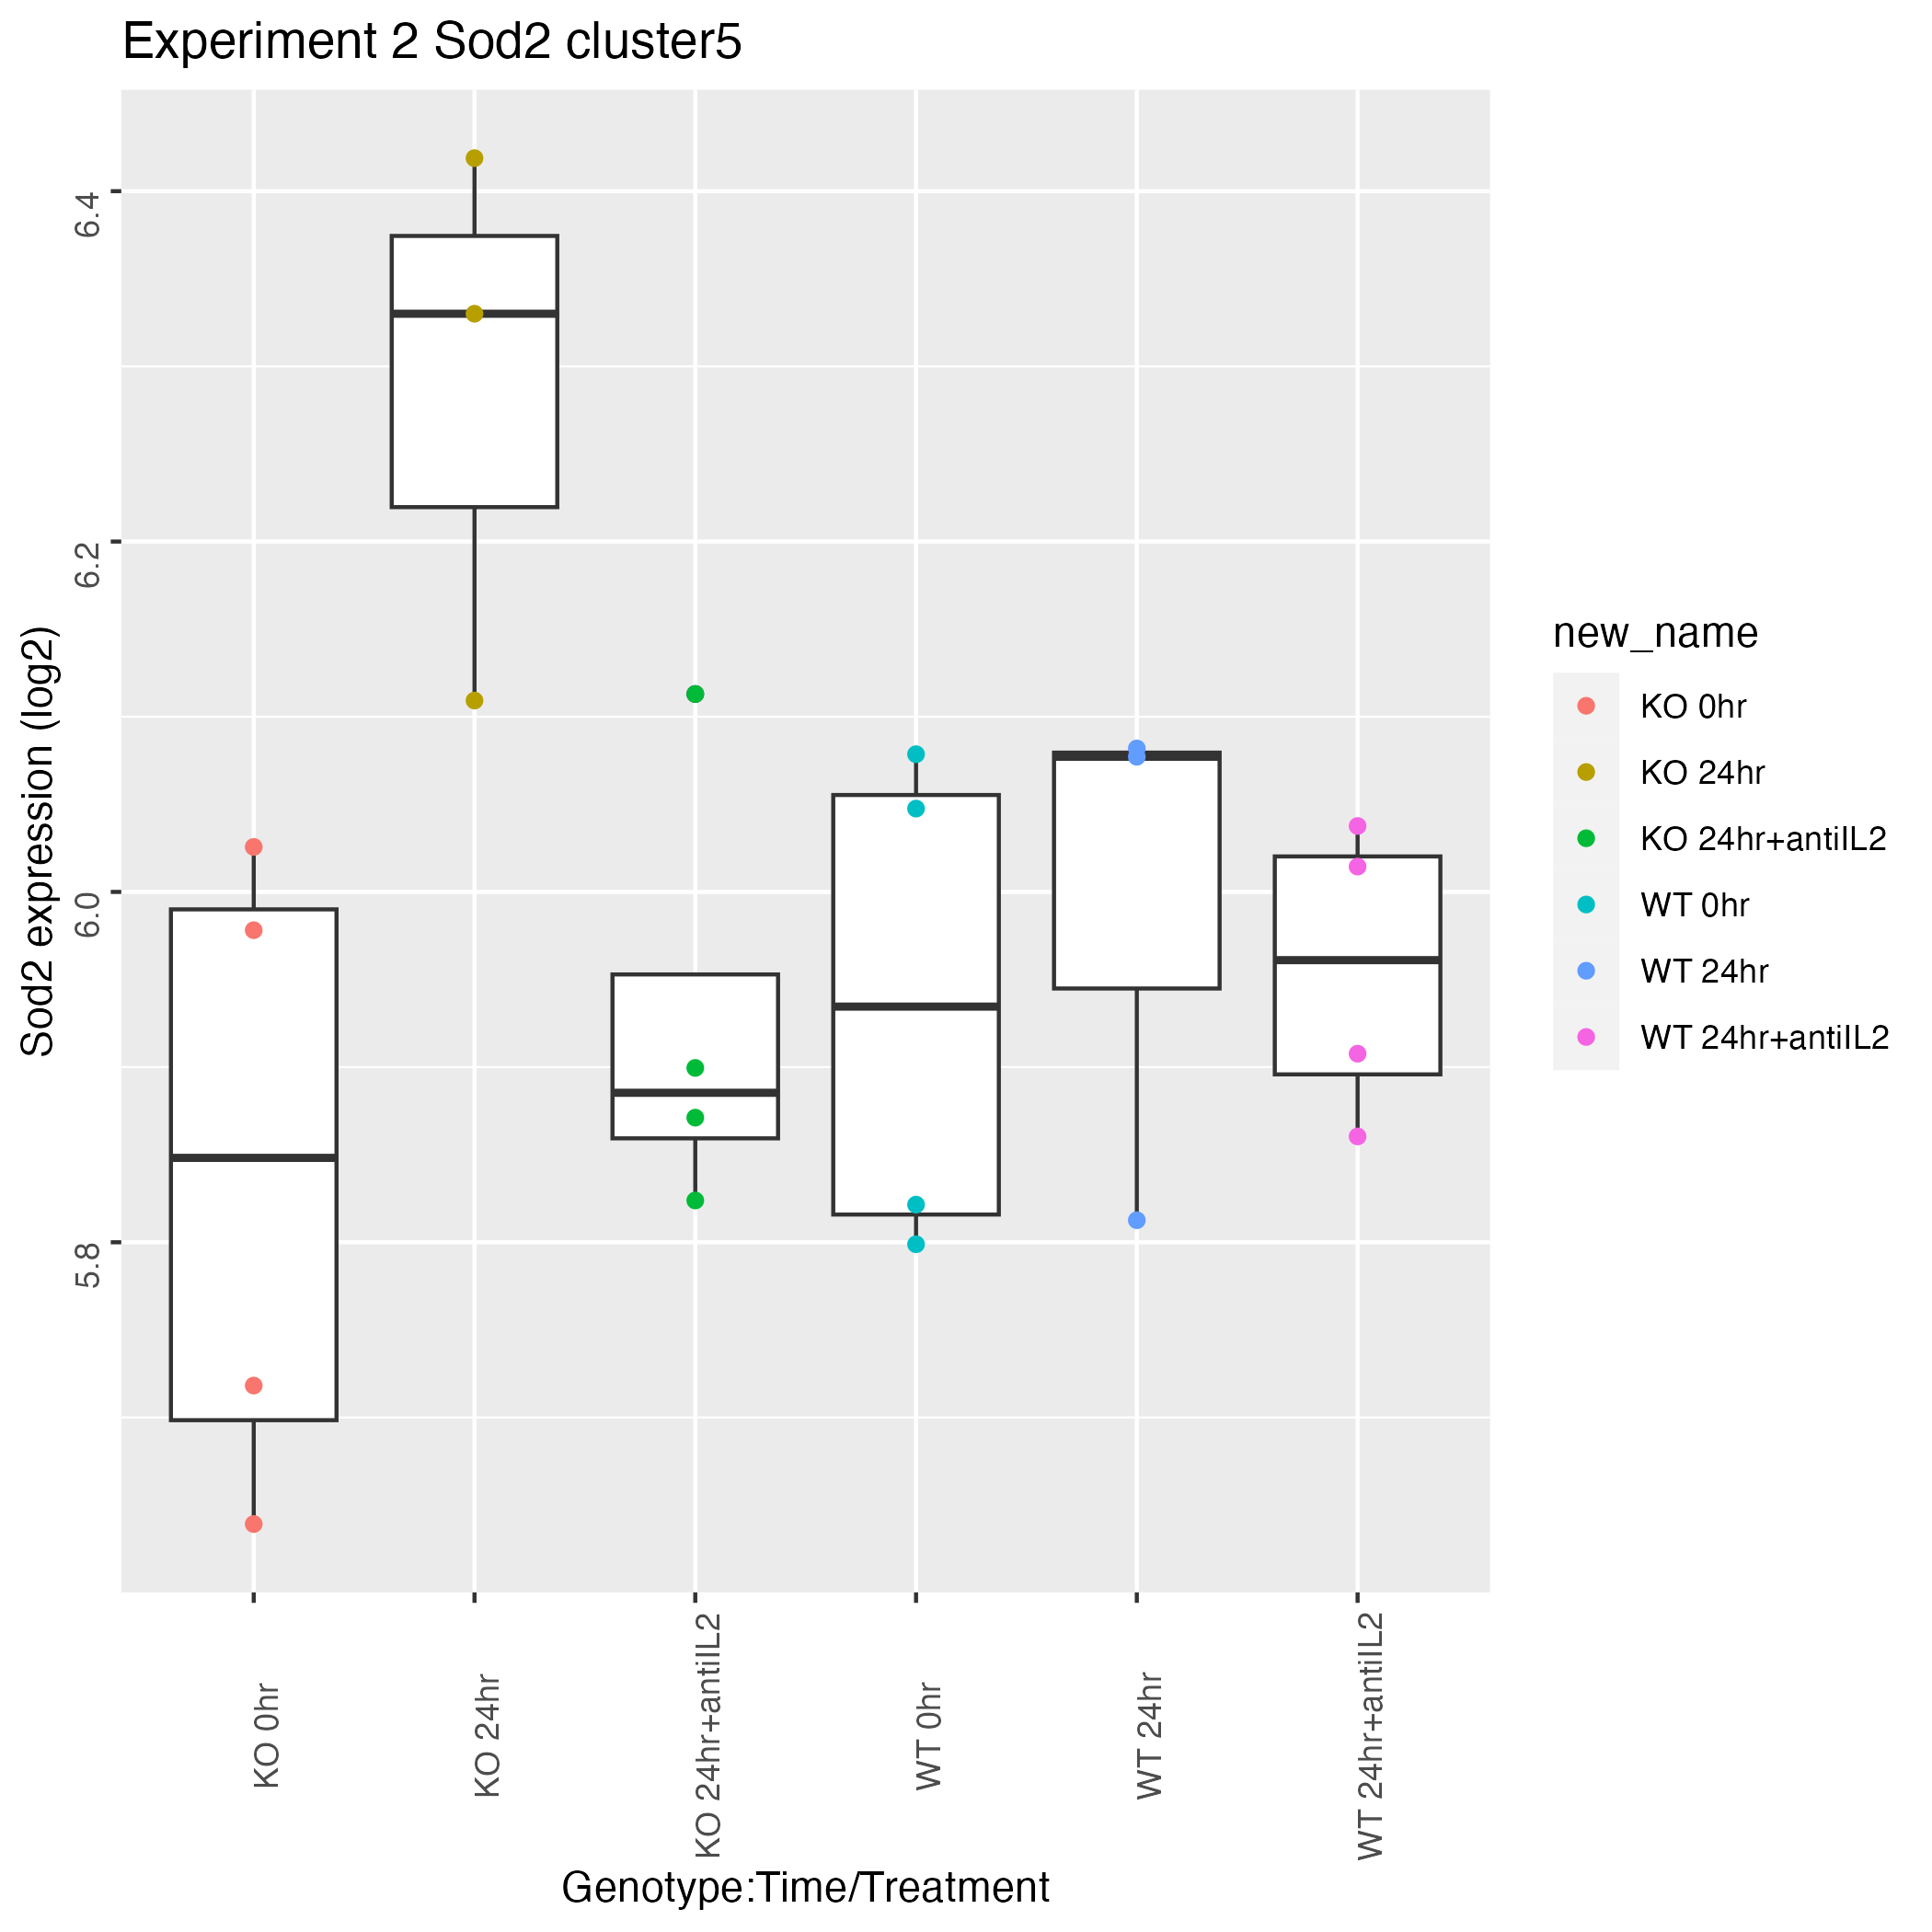 Experiment 2 Sod2 cluster5
Sod2 expression (log2)
6.4
6.2
6.0
5.8
KO 0hr
KO 24hr
KO 24hr+antiIL2
WT 0hr
WT 24hr
WT 24hr+antiIL2
Genotype:Time/Treatment
new_name
KO 0hr
KO 24hr
KO 24hr+antiIL2
WT 0hr
WT 24hr
WT 24hr+antiIL2